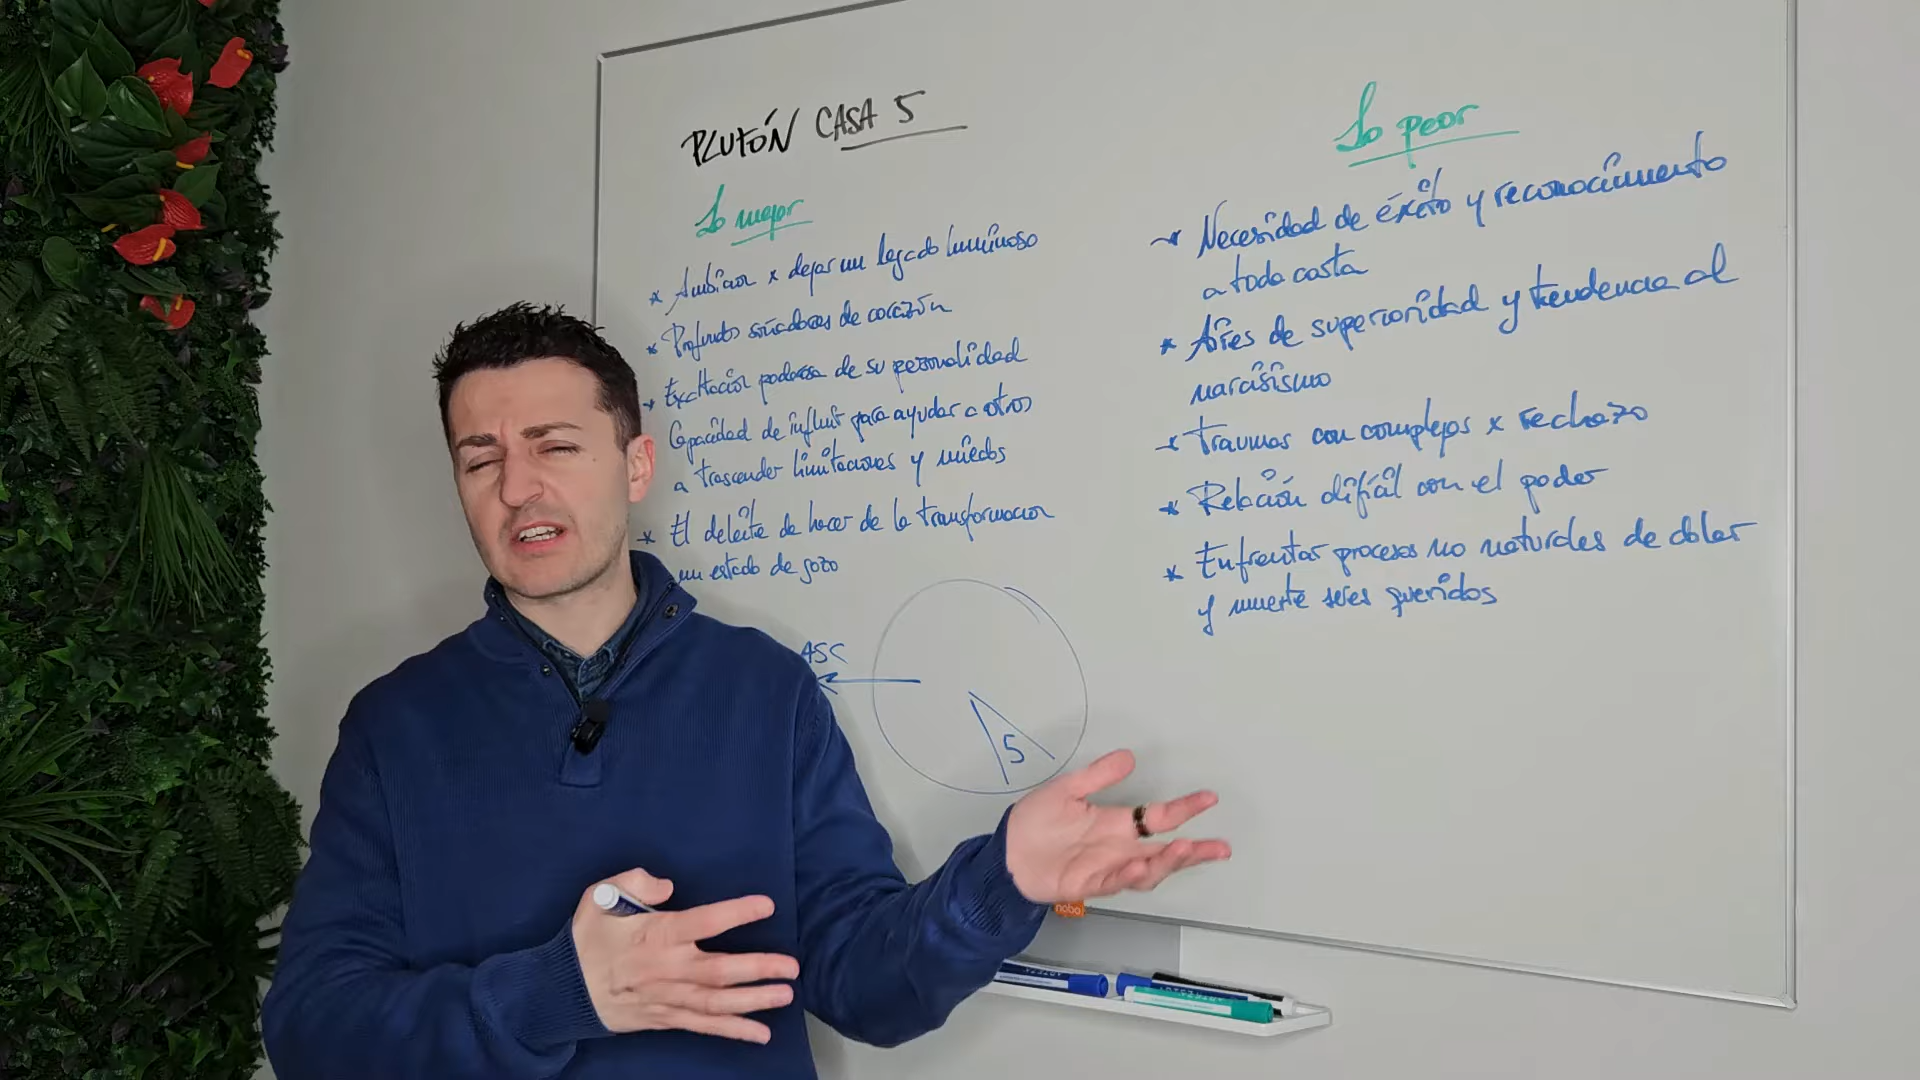 PLUTÓN CASA 5
Lo mejor
* Ambición x dejar un legado luminoso
* Profundos soñadores de corazón
* Exaltación poderosa de su personalidad
Capacidad de influir para ayudar a otros
a trascender limitaciones y miedos
* El deleite de hacer de la transformación
un estado de gozo
ASC
5
Lo peor
* Necesidad de éxito y reconocimiento
a toda costa
* Aires de superioridad y tendencia al
narcisismo
* Traumas con complejos x rechazo
* Relación difícil con el poder
* Enfrentar procesos no naturales de dolor
y muerte seres queridos
nobo